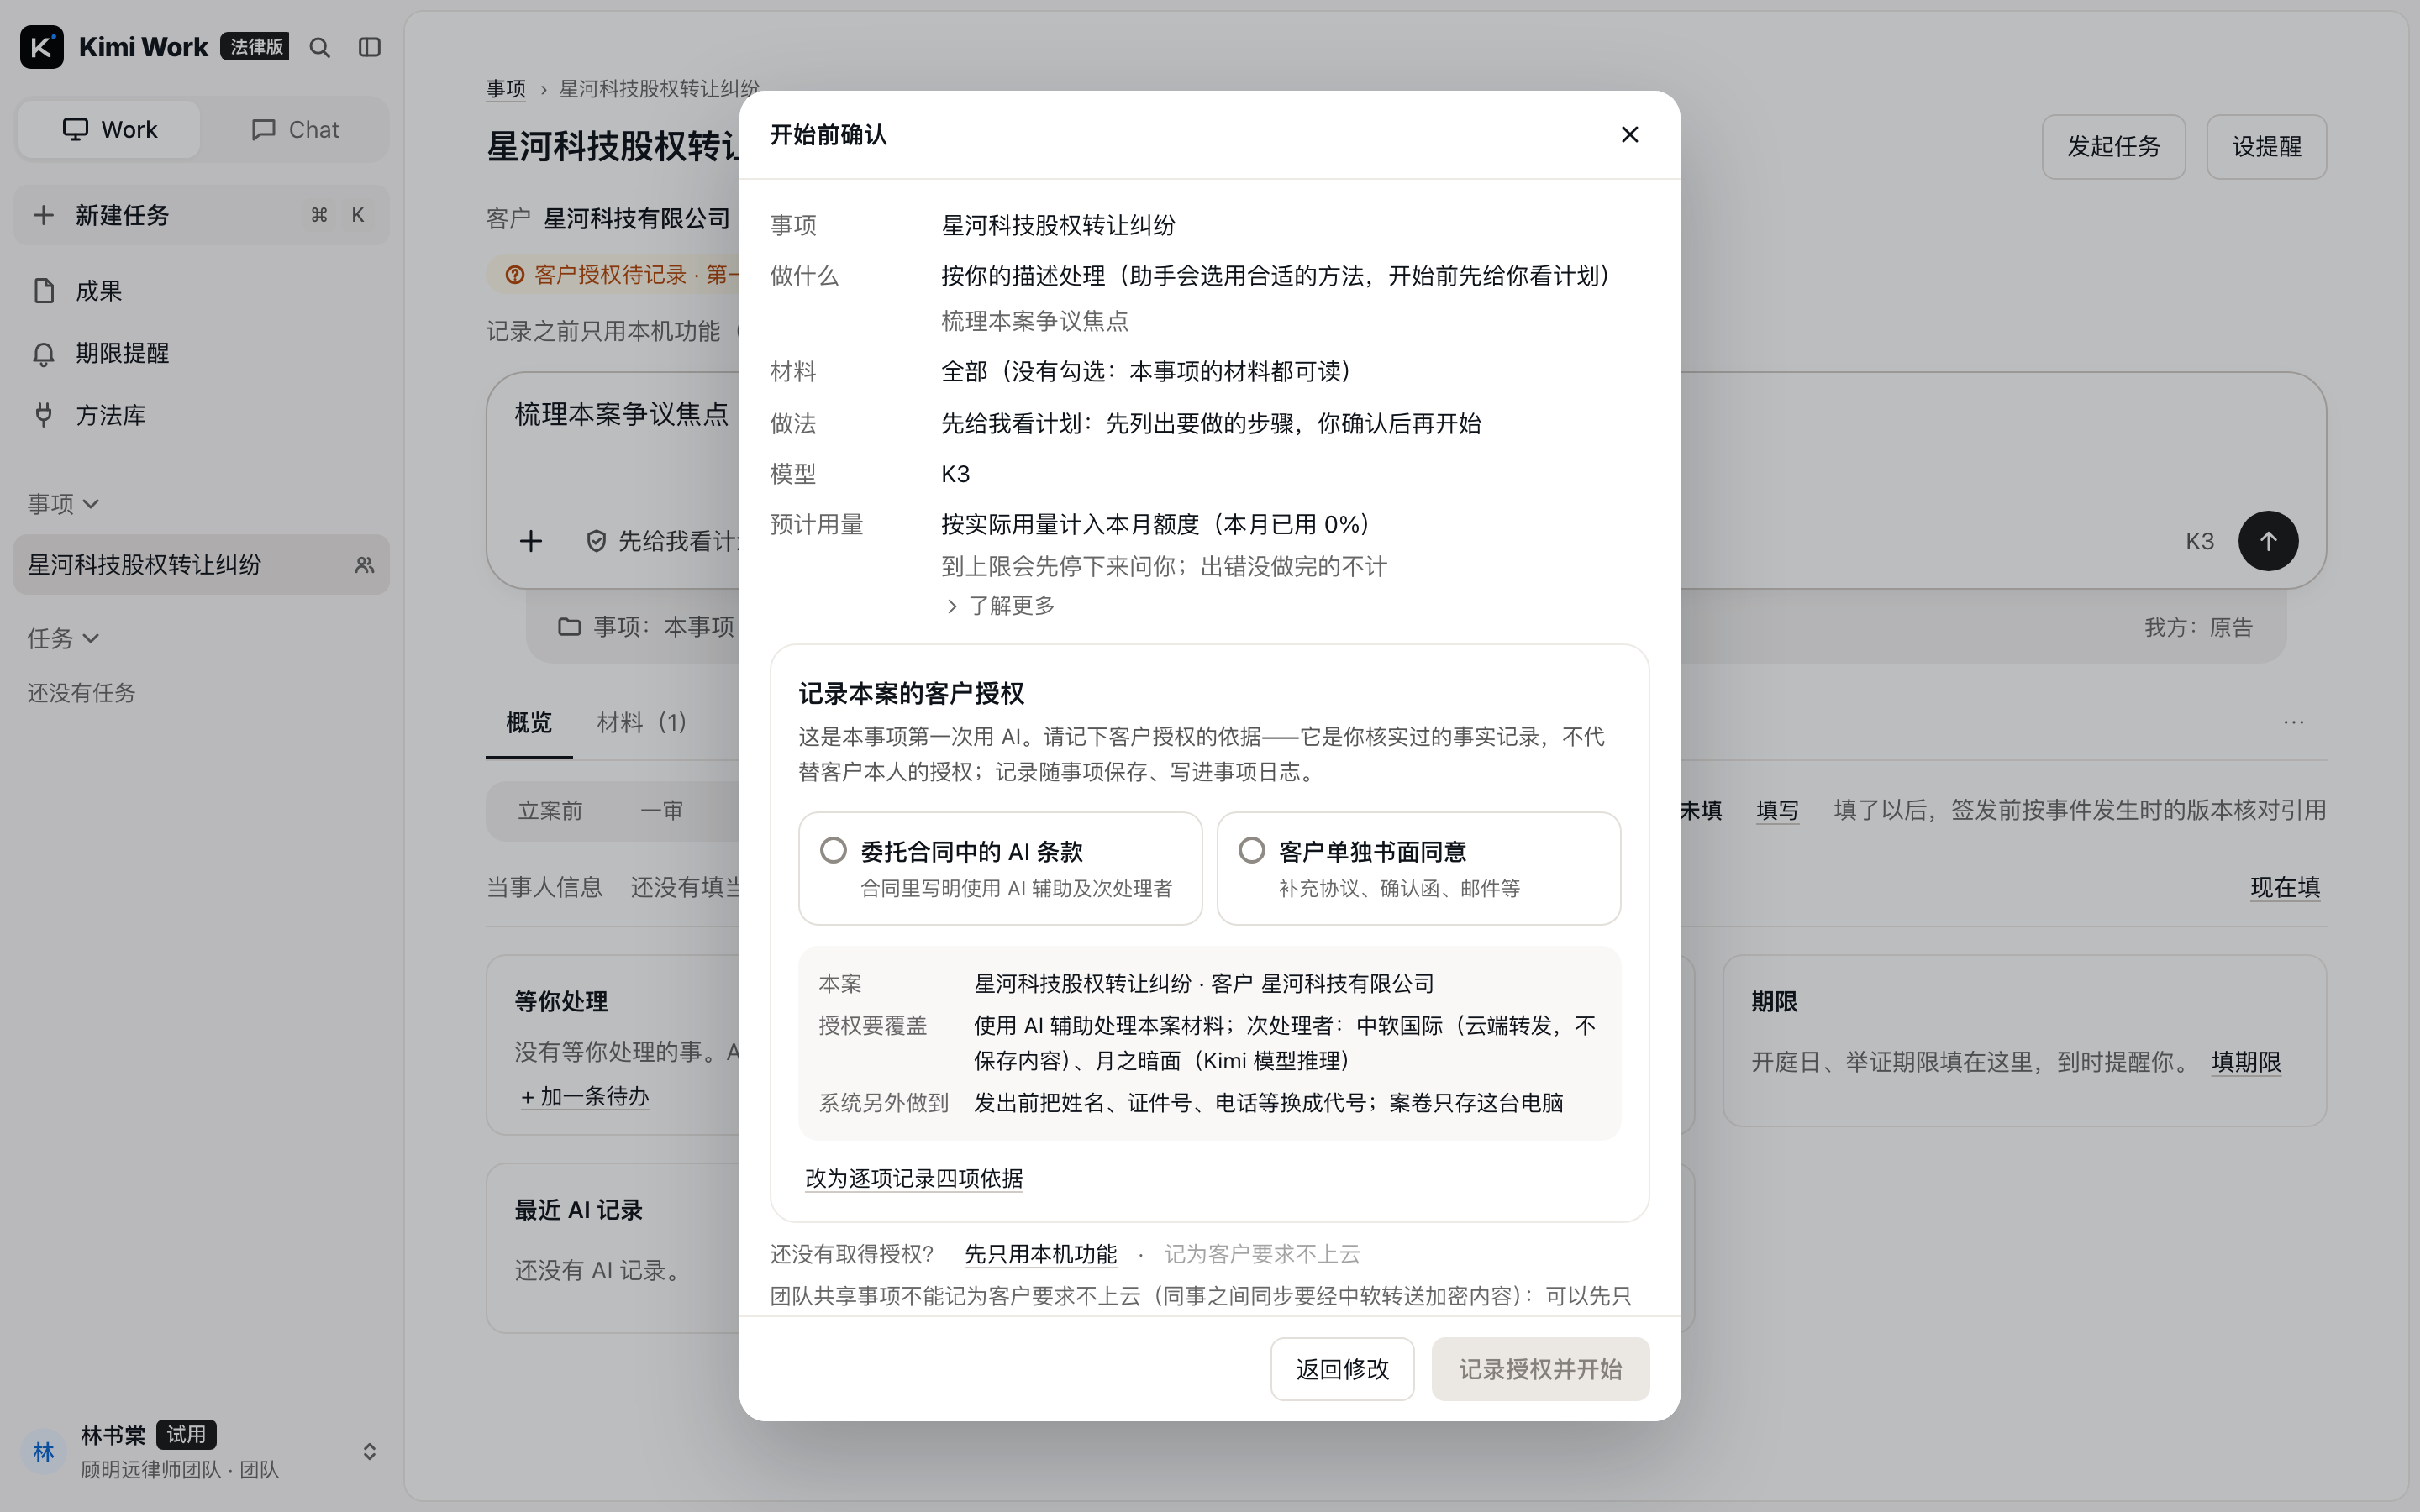 Kimi Work 法律版
Work
Chat
新建任务 ⌘ K
成果
期限提醒
方法库
事项
星河科技股权转让纠纷
任务
还没有任务
林 林书棠 试用
顾明远律师团队 · 团队
事项 › 星河科技股权转让纠纷
星河科技股权转让
发起任务
设提醒
客户 星河科技有限公司
客户授权待记录 · 第一
记录之前只用本机功能（
梳理本案争议焦点
先给我看计划
K3
事项：本事项
我方：原告
概览
材料（1）
···
立案前
一审
未填 填写 填了以后，签发前按事件发生时的版本核对引用
当事人信息 还没有填当
现在填
等你处理
没有等你处理的事。A
+ 加一条待办
期限
开庭日、举证期限填在这里，到时提醒你。 填期限
最近 AI 记录
还没有 AI 记录。
开始前确认
事项 星河科技股权转让纠纷
做什么 按你的描述处理（助手会选用合适的方法，开始前先给你看计划）
梳理本案争议焦点
材料 全部（没有勾选：本事项的材料都可读）
做法 先给我看计划：先列出要做的步骤，你确认后再开始
模型 K3
预计用量 按实际用量计入本月额度（本月已用 0%）
到上限会先停下来问你；出错没做完的不计
了解更多
记录本案的客户授权
这是本事项第一次用 AI。请记下客户授权的依据——它是你核实过的事实记录，不代
替客户本人的授权；记录随事项保存、写进事项日志。
委托合同中的 AI 条款
合同里写明使用 AI 辅助及次处理者
客户单独书面同意
补充协议、确认函、邮件等
本案 星河科技股权转让纠纷 · 客户 星河科技有限公司
授权要覆盖 使用 AI 辅助处理本案材料；次处理者：中软国际（云端转发，不
保存内容）、月之暗面（Kimi 模型推理）
系统另外做到 发出前把姓名、证件号、电话等换成代号；案卷只存这台电脑
改为逐项记录四项依据
还没有取得授权？ 先只用本机功能 · 记为客户要求不上云
团队共享事项不能记为客户要求不上云（同事之间同步要经中软转送加密内容）：可以先只
返回修改
记录授权并开始